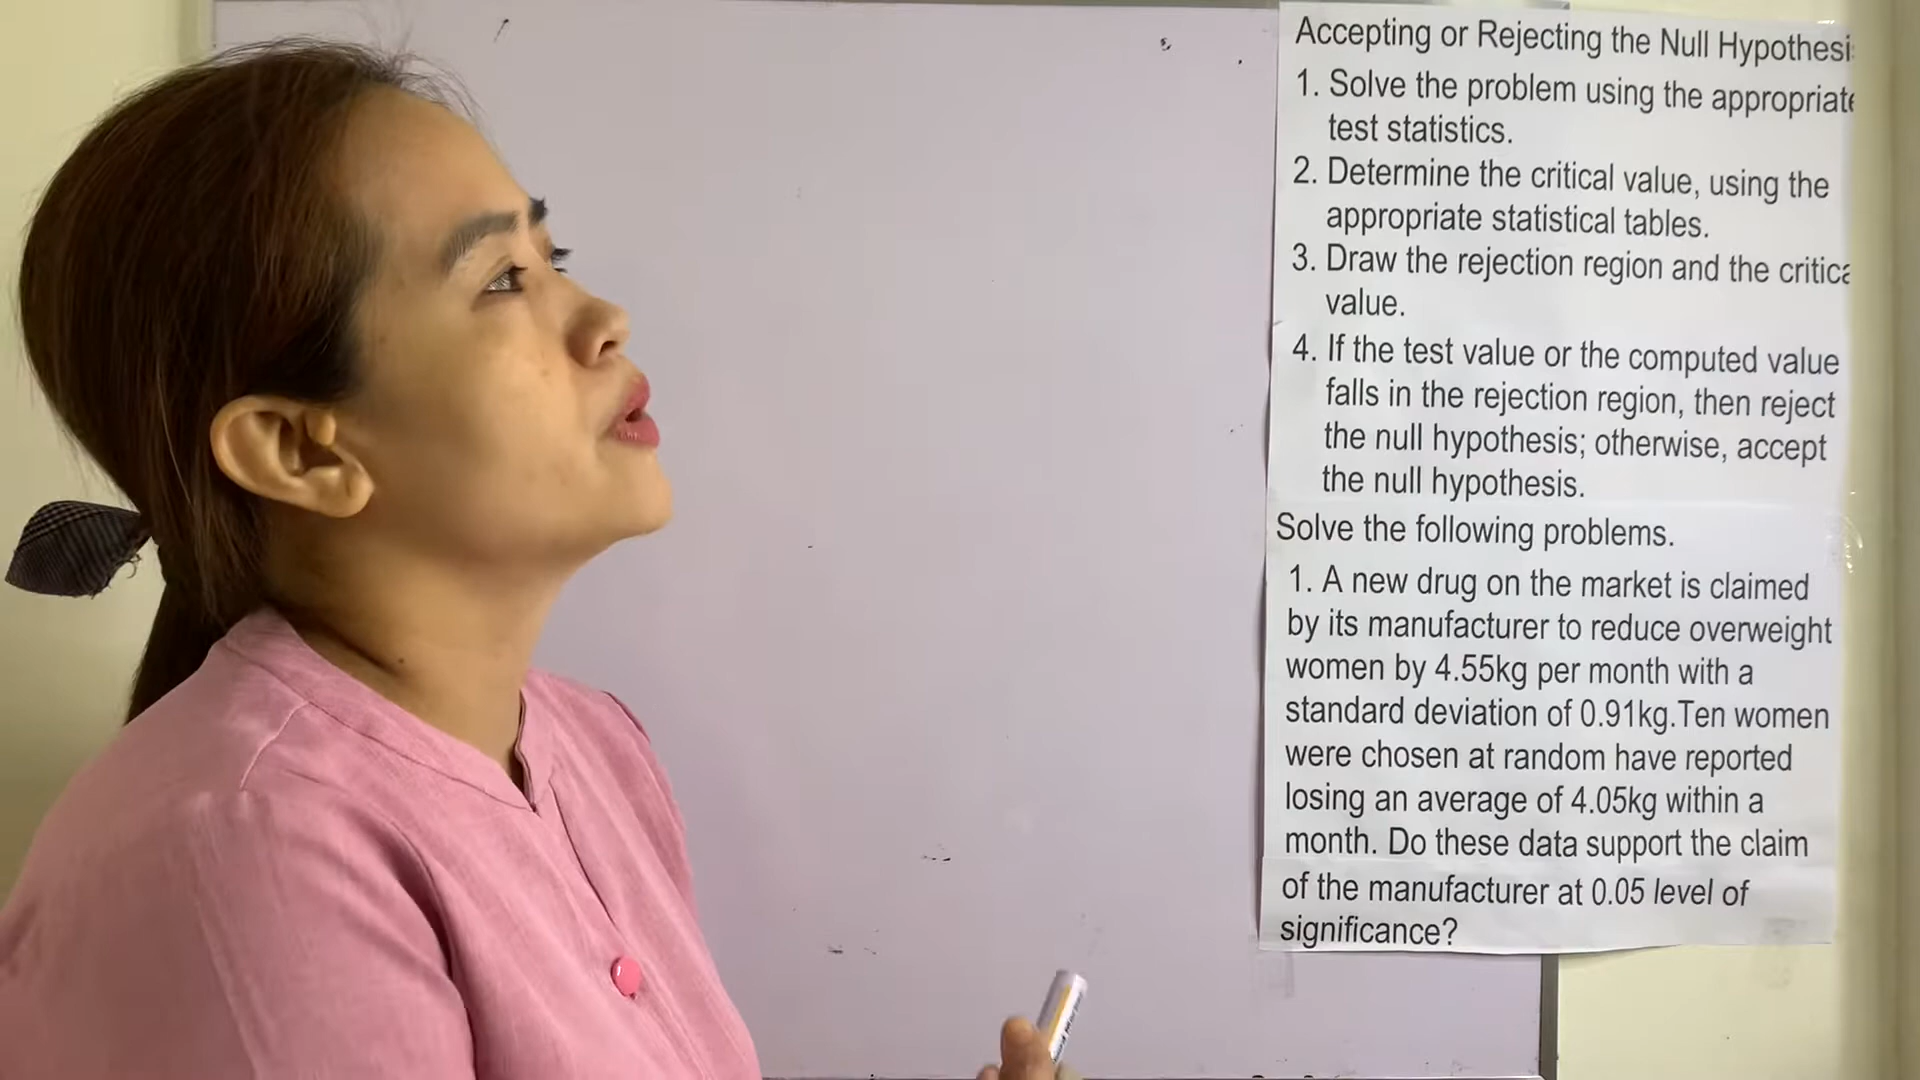 Accepting or Rejecting the Null Hypothesi
1. Solve the problem using the appropriate
test statistics.
2. Determine the critical value, using the
appropriate statistical tables.
3. Draw the rejection region and the critica
value.
4. If the test value or the computed value
falls in the rejection region, then reject
the null hypothesis; otherwise, accept
the null hypothesis.
Solve the following problems.
1. A new drug on the market is claimed
by its manufacturer to reduce overweight
women by 4.55kg per month with a
standard deviation of 0.91kg.Ten women
were chosen at random have reported
losing an average of 4.05kg within a
month. Do these data support the claim
of the manufacturer at 0.05 level of
significance?